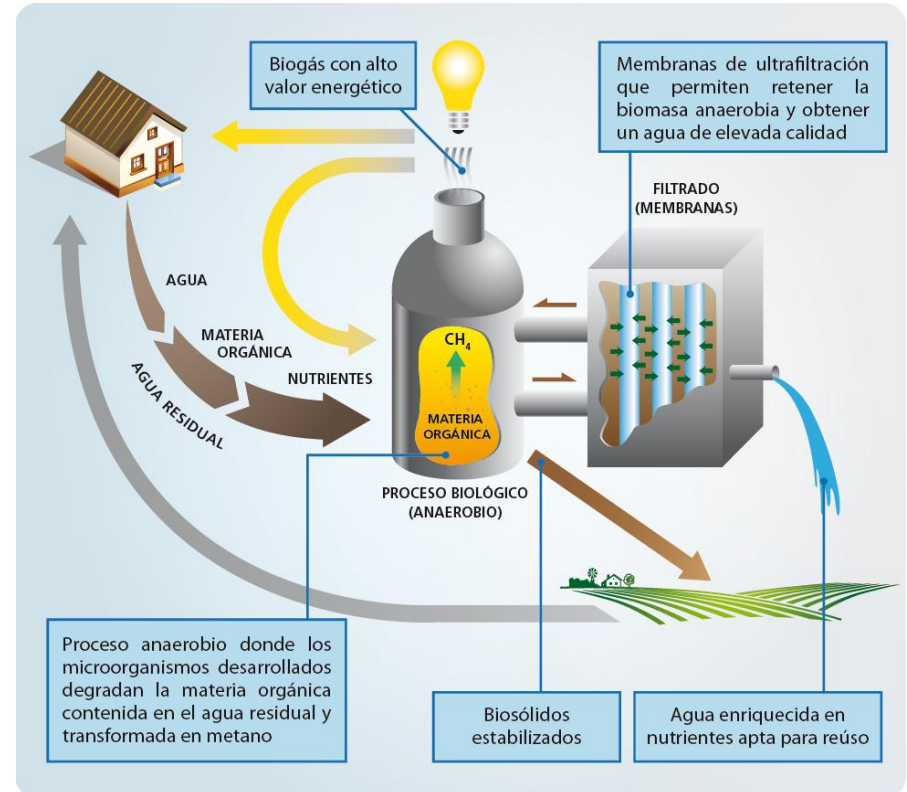 Biogás con alto
valor energético
Membranas de ultrafiltración
que permiten retener la
biomasa anaerobia y obtener
un agua de elevada calidad
FILTRADO
(MEMBRANAS)
AGUA
MATERIA
ORGÁNICA
NUTRIENTES
AGUA RESIDUAL
CH₄
MATERIA
ORGÁNICA
PROCESO BIOLÓGICO
(ANAEROBIO)
Proceso anaerobio donde los
microorganismos desarrollados
degradan la materia orgánica
contenida en el agua residual y
transformada en metano
Biosólidos
estabilizados
Agua enriquecida en
nutrientes apta para reúso